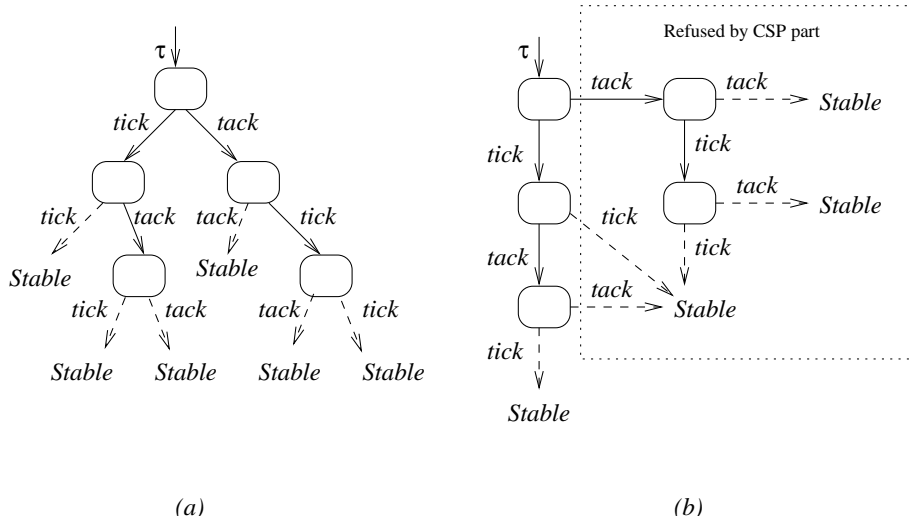 τ
tick tack
tick tack tack tick
Stable Stable
tick tack tack tick
Stable Stable Stable Stable
(a)
Refused by CSP part
τ
tack tack
Stable
tick tick
tick tack
Stable
tack tick
tack
Stable
tick
Stable
(b)